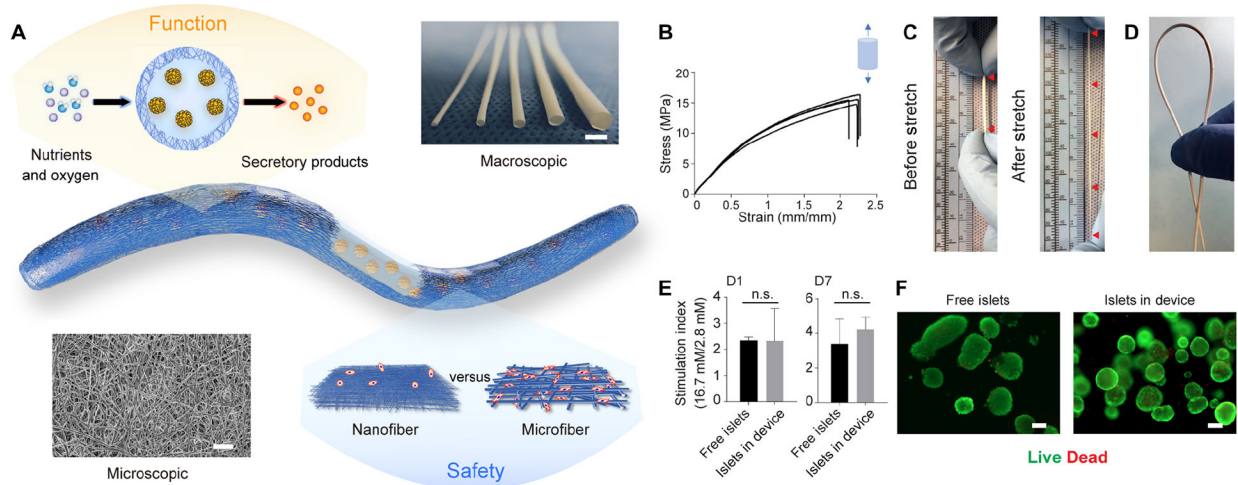 A
Function
Nutrients
and oxygen
Secretory products
Macroscopic
Microscopic
Nanofiber
versus
Microfiber
Safety
B
Stress (MPa)
20
15
10
5
0
0
0.5
1.0
1.5
2.0
2.5
Strain (mm/mm)
C
Before stretch
After stretch
D
E
Stimulation index
(16.7 mM/2.8 mM)
D1
n.s.
4
3
2
1
0
Free islets
Islets in device
D7
n.s.
6
4
2
0
Free islets
Islets in device
F
Free islets
Islets in device
Live Dead